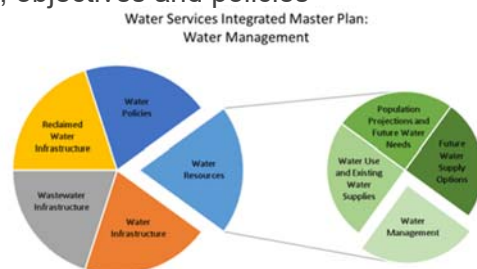 , objectives and policies
Water Services Integrated Master Plan:
Water Management
Water
Policies
Reclaimed
Water
Infrastructure
Water
Resources
Wastewater
Infrastructure
Water
Infrastructure
Population
Projections and
Future Water
Needs
Future
Water
Supply
Options
Water Use
and Existing
Water
Supplies
Water
Management